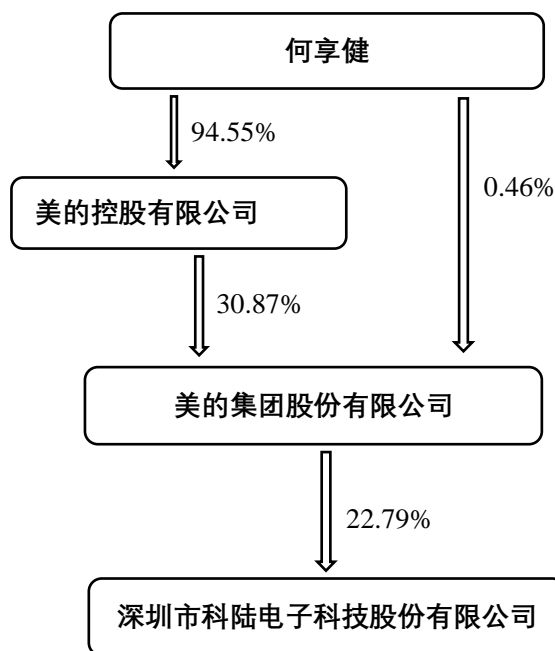 何享健
94.55%
0.46%
美的控股有限公司
30.87%
美的集团股份有限公司
22.79%
深圳市科陆电子科技股份有限公司